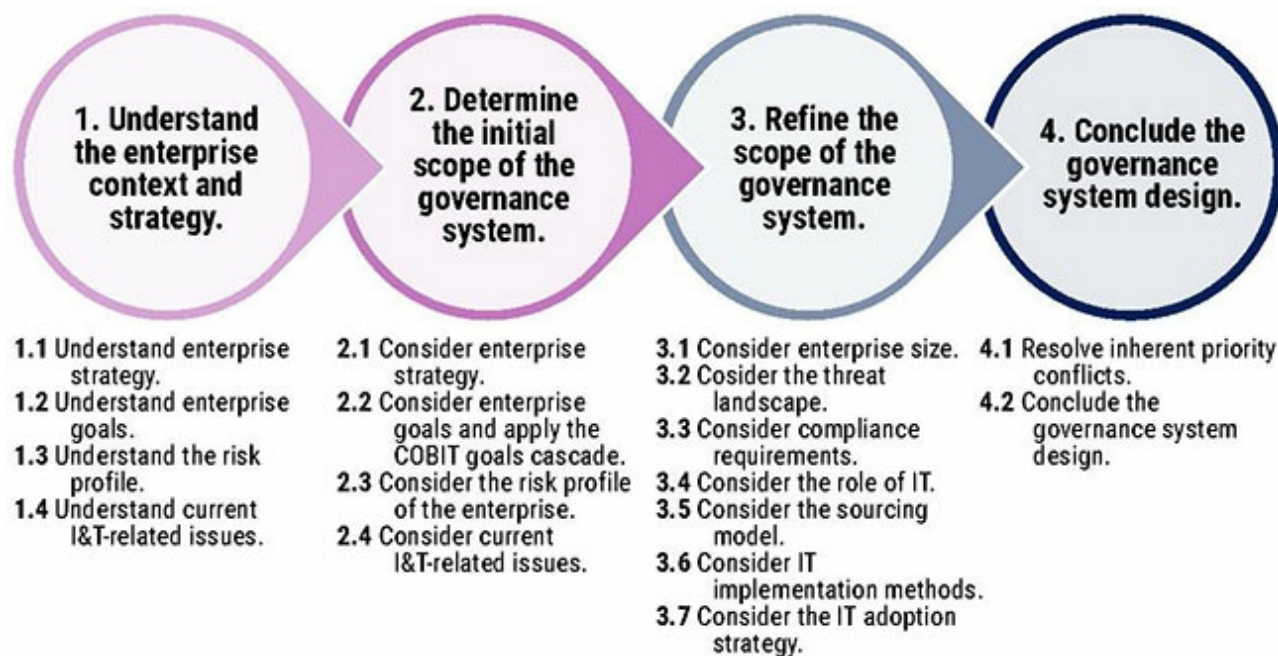 1. Understand
the enterprise
context and
strategy.
2. Determine
the initial
scope of the
governance
system.
3. Refine the
scope of the
governance
system.
4. Conclude the
governance
system design.
1.1 Understand enterprise
strategy.
1.2 Understand enterprise
goals.
1.3 Understand the risk
profile.
1.4 Understand current
I&T-related issues.
2.1 Consider enterprise
strategy.
2.2 Consider enterprise
goals and apply the
COBIT goals cascade.
2.3 Consider the risk profile
of the enterprise.
2.4 Consider current
I&T-related issues.
3.1 Consider enterprise size.
3.2 Cosider the threat
landscape.
3.3 Consider compliance
requirements.
3.4 Consider the role of IT.
3.5 Consider the sourcing
model.
3.6 Consider IT
implementation methods.
3.7 Consider the IT adoption
strategy.
4.1 Resolve inherent priority
conflicts.
4.2 Conclude the
governance system
design.